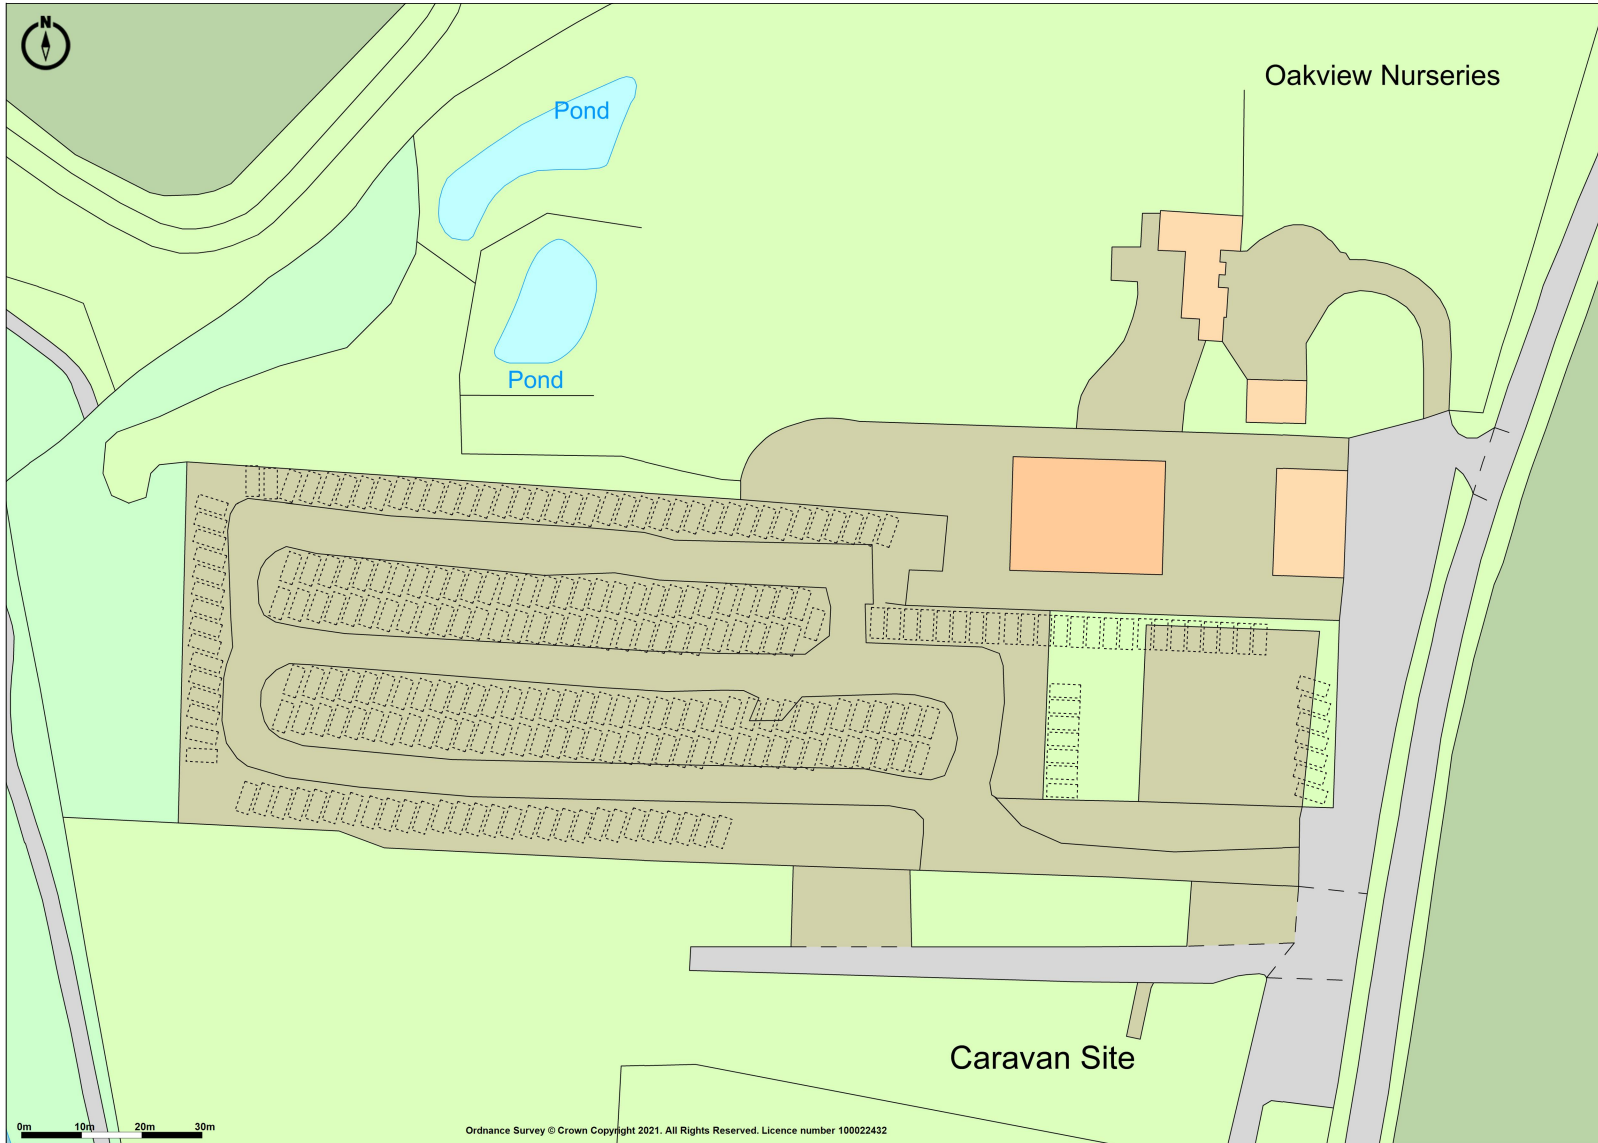 N
Oakview Nurseries
Pond
Pond
Caravan Site
0m 10m 20m 30m
Ordnance Survey © Crown Copyright 2021. All Rights Reserved. Licence number 100022432